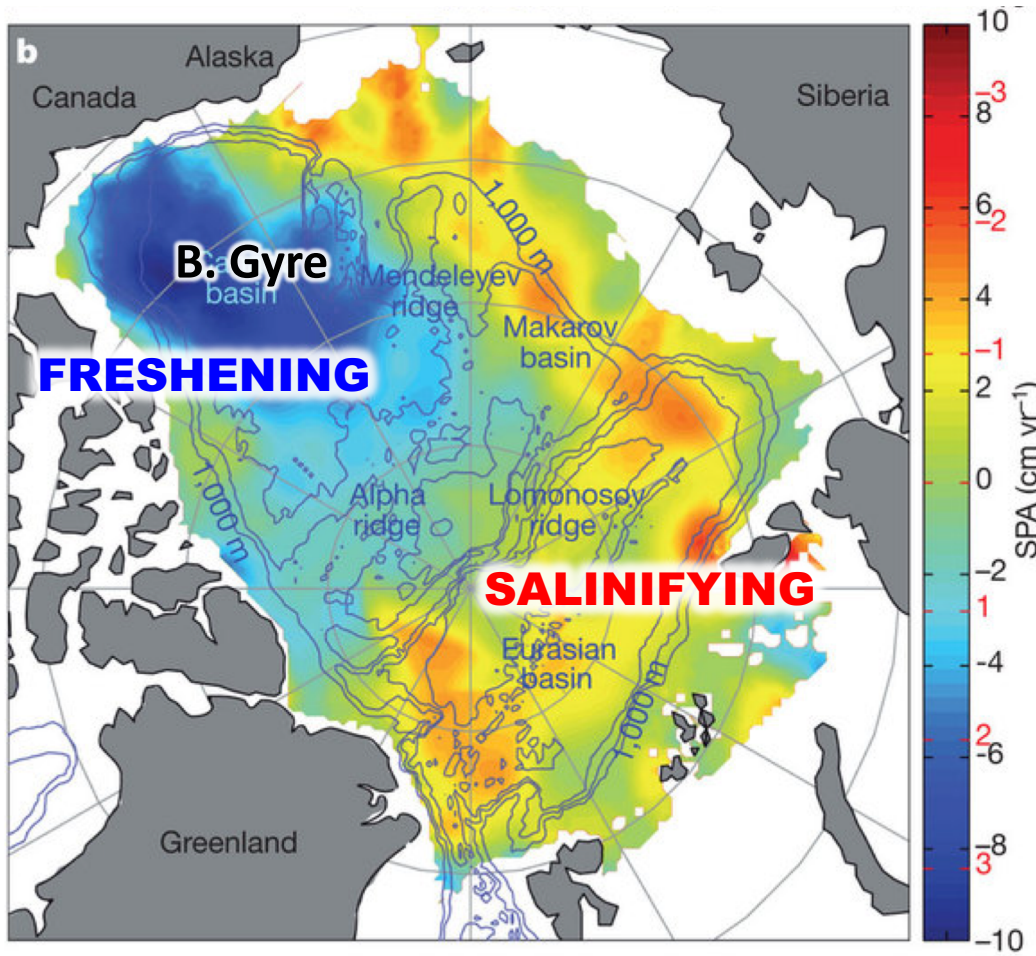 b
Alaska
Canada
Siberia
1,000 m
B. Gyre
basin
Mendeleyev
ridge
Makarov
basin
FRESHENING
1,000 m
Alpha
ridge
Lomonosov
ridge
SALINIFYING
Eurasian
basin
1,000 m
Greenland
10
–3
8
6
–2
4
–1
2
0
–2
1
–4
2
–6
–8
3
–10
SPA (cm yr⁻¹)